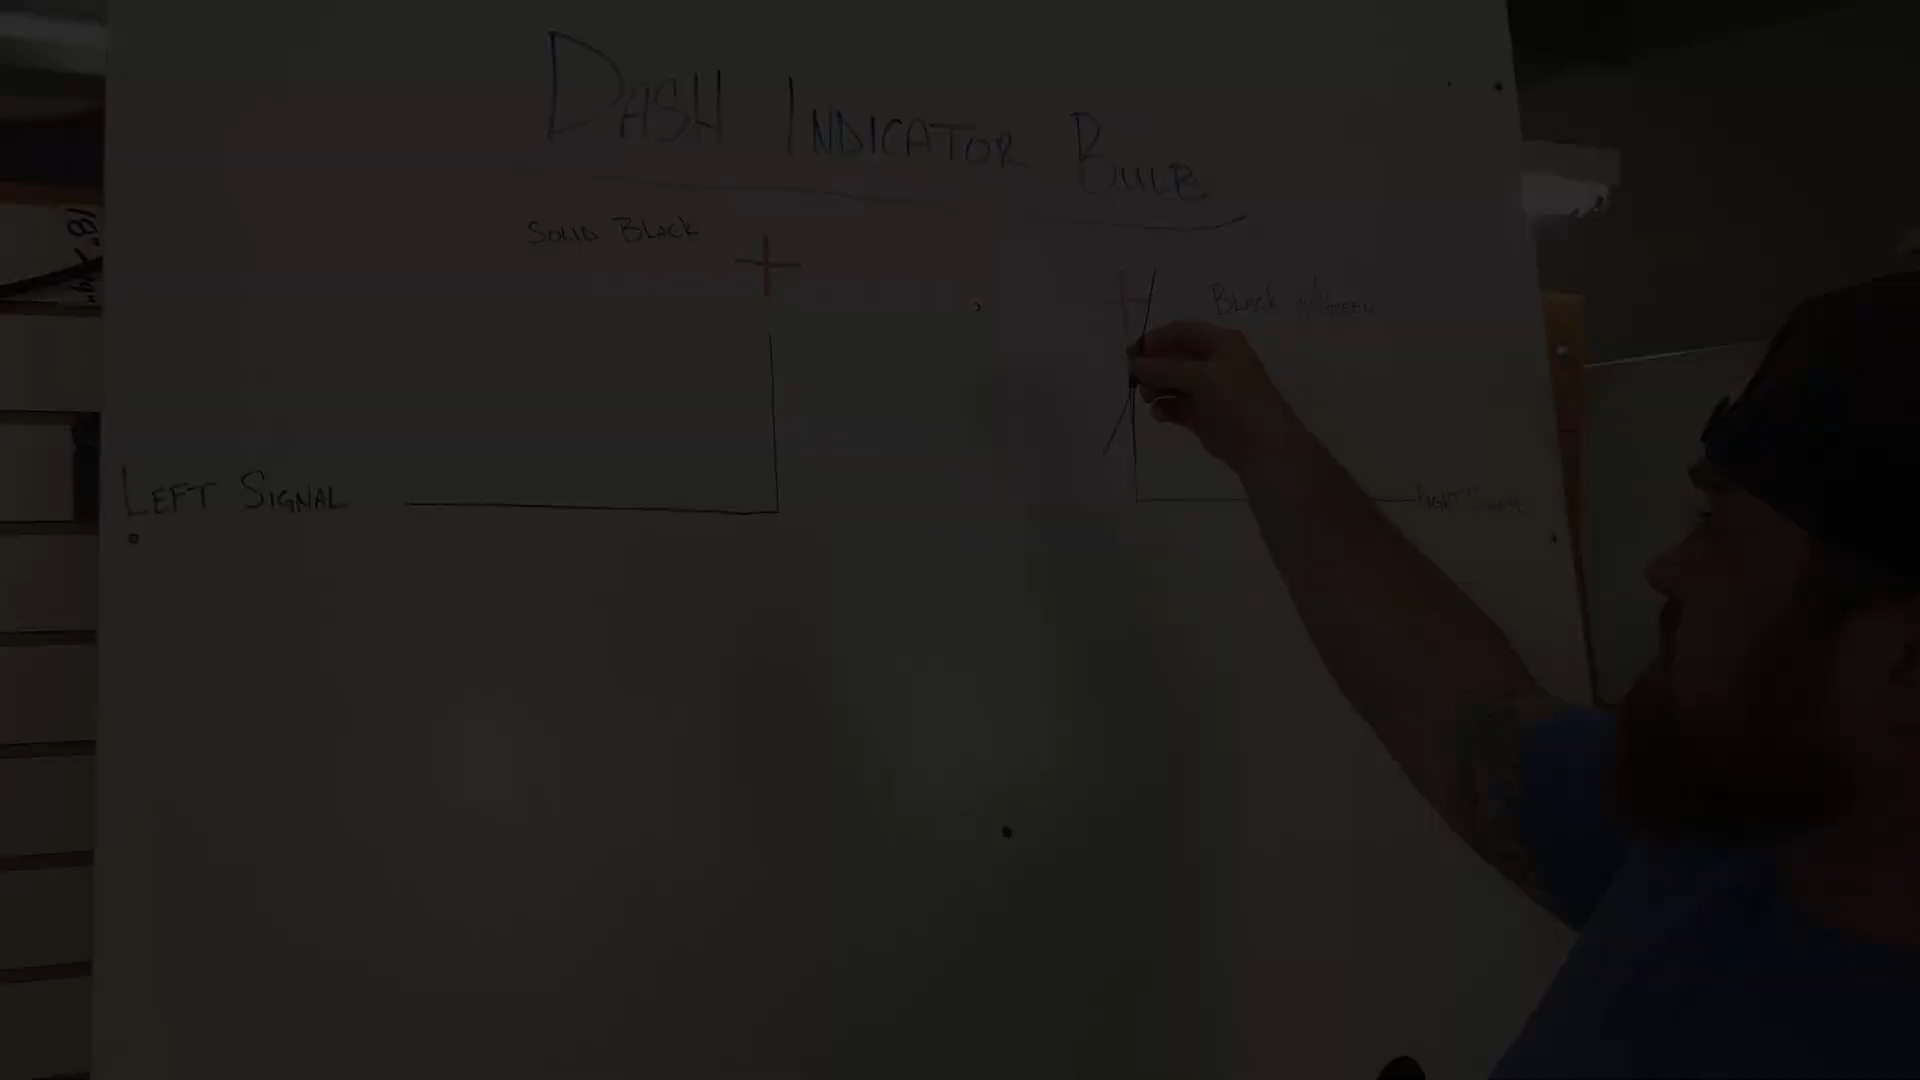 DASH INDICATOR BULB
SOLID BLACK
BLACK W/GREEN
LEFT SIGNAL
RIGHT SIGNAL